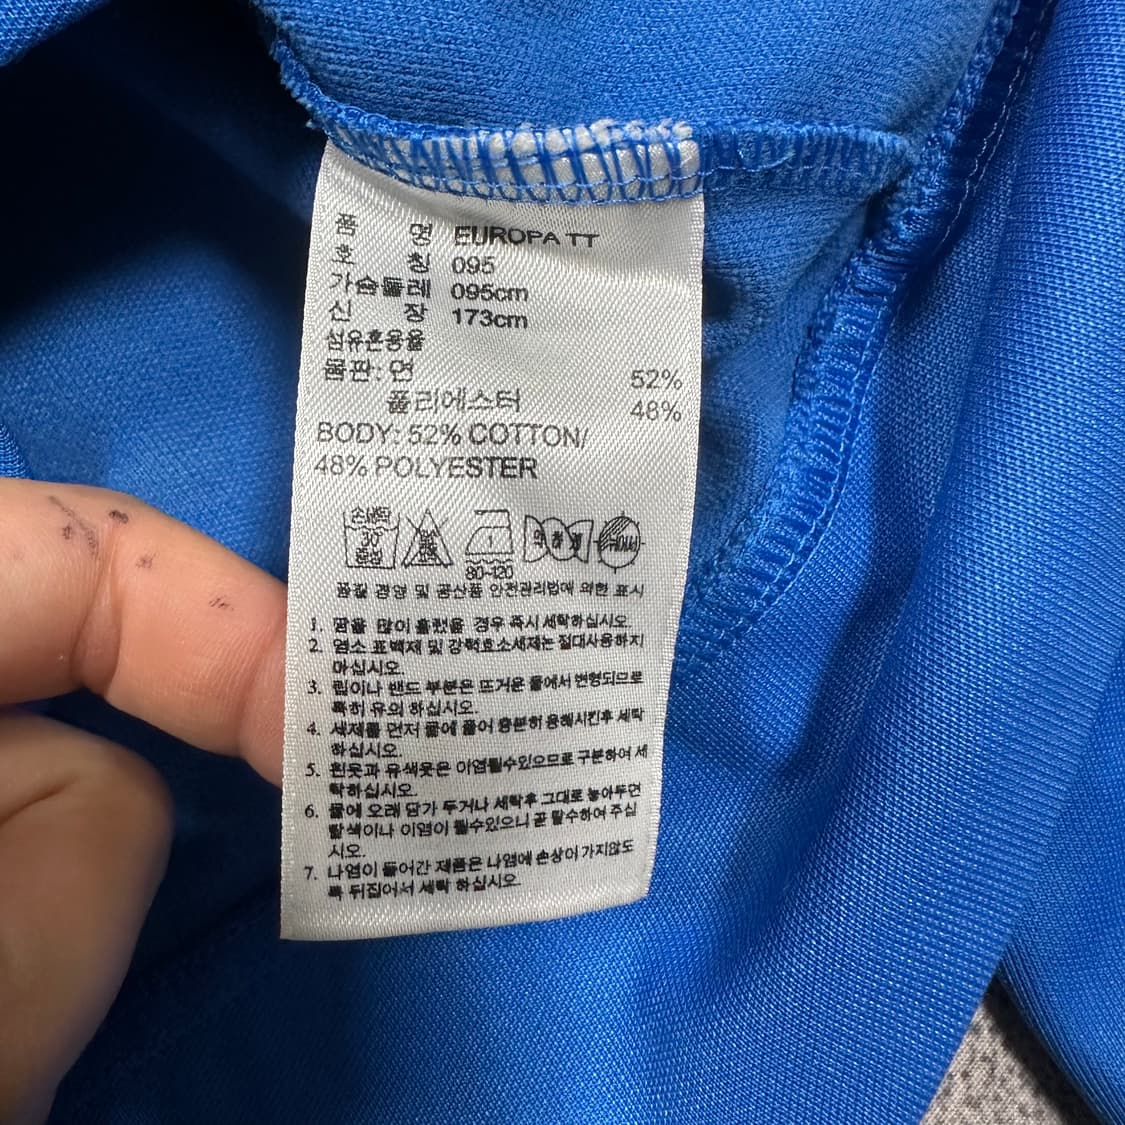 품 명 EUROPA TT
호 칭 095
가슴둘레 095cm
신 장 173cm
섬유혼용율
몸판: 면 52%
폴리에스터 48%
BODY: 52% COTTON/
48% POLYESTER
손세탁 30 중성
80-120
품질 경영 및 공산품 안전관리법에 의한 표시
1. 땀을 많이 흘렸을 경우 즉시 세탁하십시오.
2. 염소 표백제 및 강력효소세제는 절대사용하지
마십시오.
3. 립이나 밴드 부분은 뜨거운 물에서 변형되므로
특히 유의 하십시오.
4. 세제를 먼저 물에 풀어 충분히 용해시킨후 세탁
하십시오.
5. 흰옷과 유색옷은 이염될수있으므로 구분하여 세
탁하십시오.
6. 물에 오래 담가 두거나 세탁후 그대로 놓아두면
탈색이나 이염이 될수있으니 곧 탈수하여 주십
시오.
7. 나염이 들어간 제품은 나염에 손상이 가지않도
록 뒤집어서 세탁 하십시오.